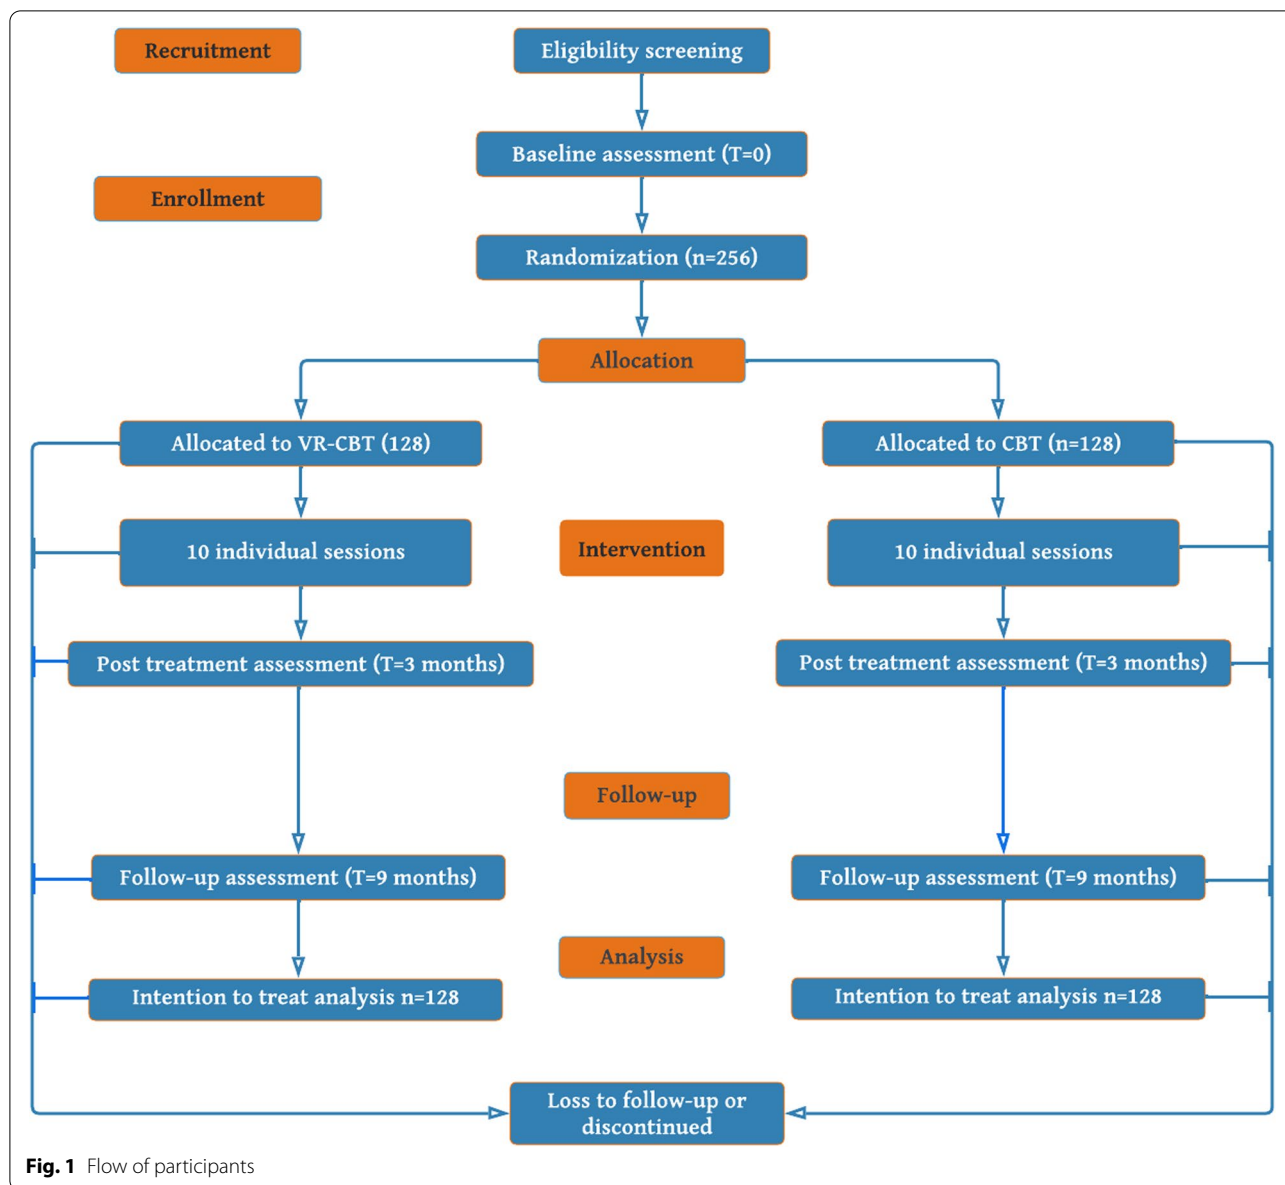 Recruitment
Eligibility screening
Baseline assessment (T=0)
Enrollment
Randomization (n=256)
Allocation
Allocated to VR-CBT (128)
Allocated to CBT (n=128)
10 individual sessions
Intervention
10 individual sessions
Post treatment assessment (T=3 months)
Post treatment assessment (T=3 months)
Follow-up
Follow-up assessment (T=9 months)
Follow-up assessment (T=9 months)
Analysis
Intention to treat analysis n=128
Intention to treat analysis n=128
Loss to follow-up or
discontinued
Fig. 1 Flow of participants